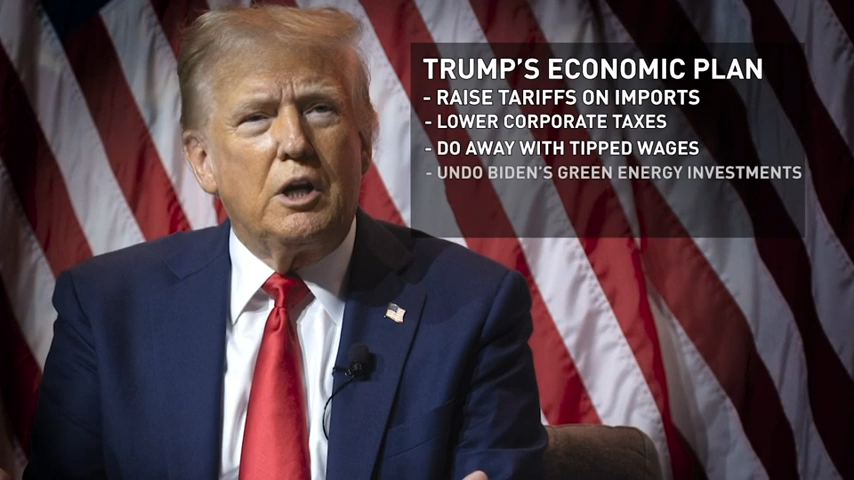 TRUMP'S ECONOMIC PLAN
- RAISE TARIFFS ON IMPORTS
- LOWER CORPORATE TAXES
- DO AWAY WITH TIPPED WAGES
- UNDO BIDEN'S GREEN ENERGY INVESTMENTS